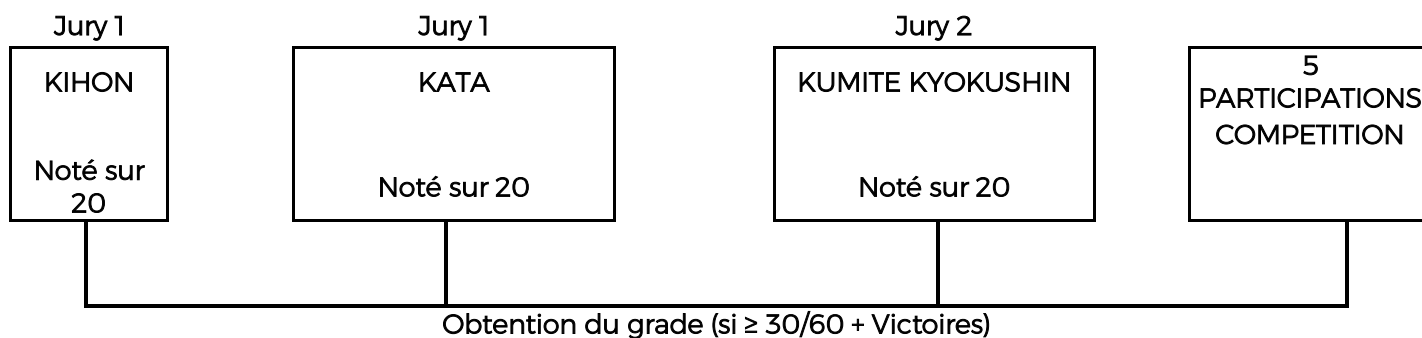 Jury 1
KIHON
Noté sur
20
Jury 1
KATA
Noté sur 20
Jury 2
KUMITE KYOKUSHIN
Noté sur 20
5
PARTICIPATIONS
COMPETITION
Obtention du grade (si ≥ 30/60 + Victoires)